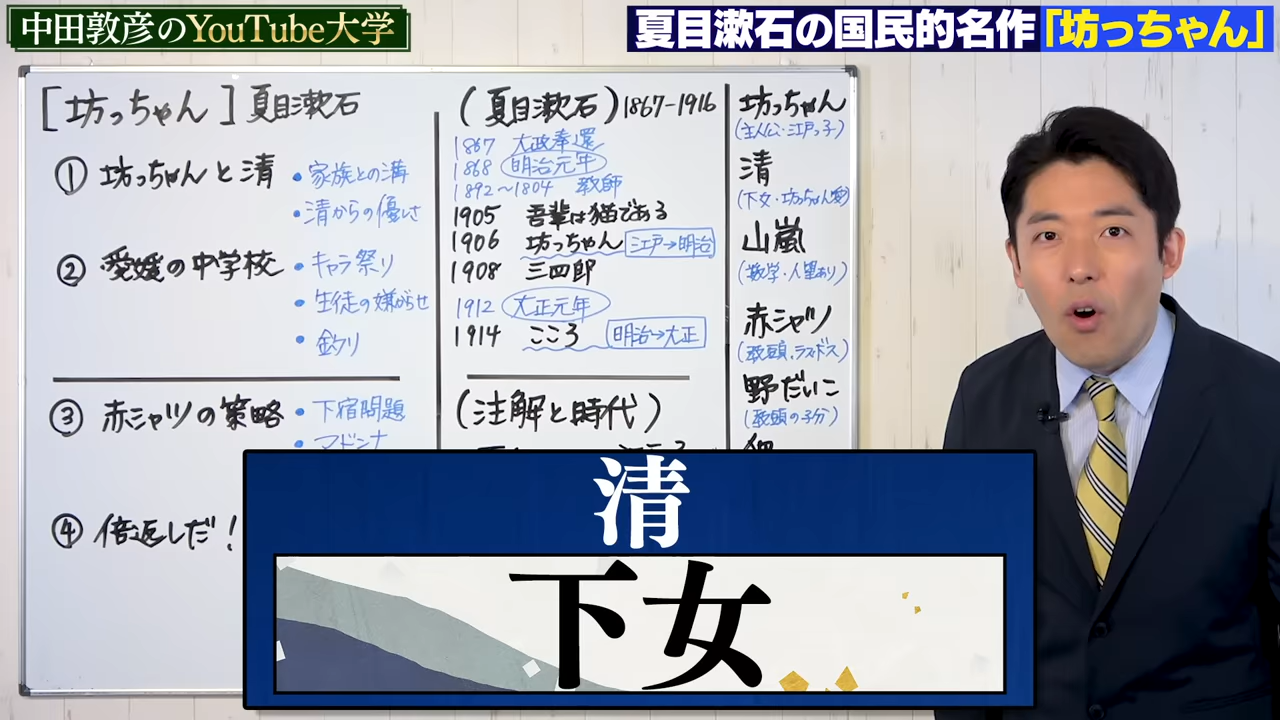 中田敦彦のYouTube大学
夏目漱石の国民的名作「坊っちゃん」
[坊っちゃん] 夏目漱石
① 坊っちゃんと清
・家族との溝
・清からの優しさ
② 愛媛の中学校
・キャラ祭り
・生徒の嫌がらせ
・釣り
③ 赤シャツの策略
・下宿問題
・マドンナ
④ 倍返しだ!
(夏目漱石) 1867-1916
1867 大政奉還
1868 明治元年
1892〜1804 教師
1905 吾輩は猫である
1906 坊っちゃん 江戸→明治
1908 三四郎
1912 大正元年
1914 こころ 明治→大正
(注解と時代)
坊っちゃん
(主人公・江戸っ子)
清
(下女・坊っちゃん愛)
山嵐
(数学・人望あり)
赤シャツ
(教頭・ラスボス)
野だいこ
(教頭の子分)
清
下女